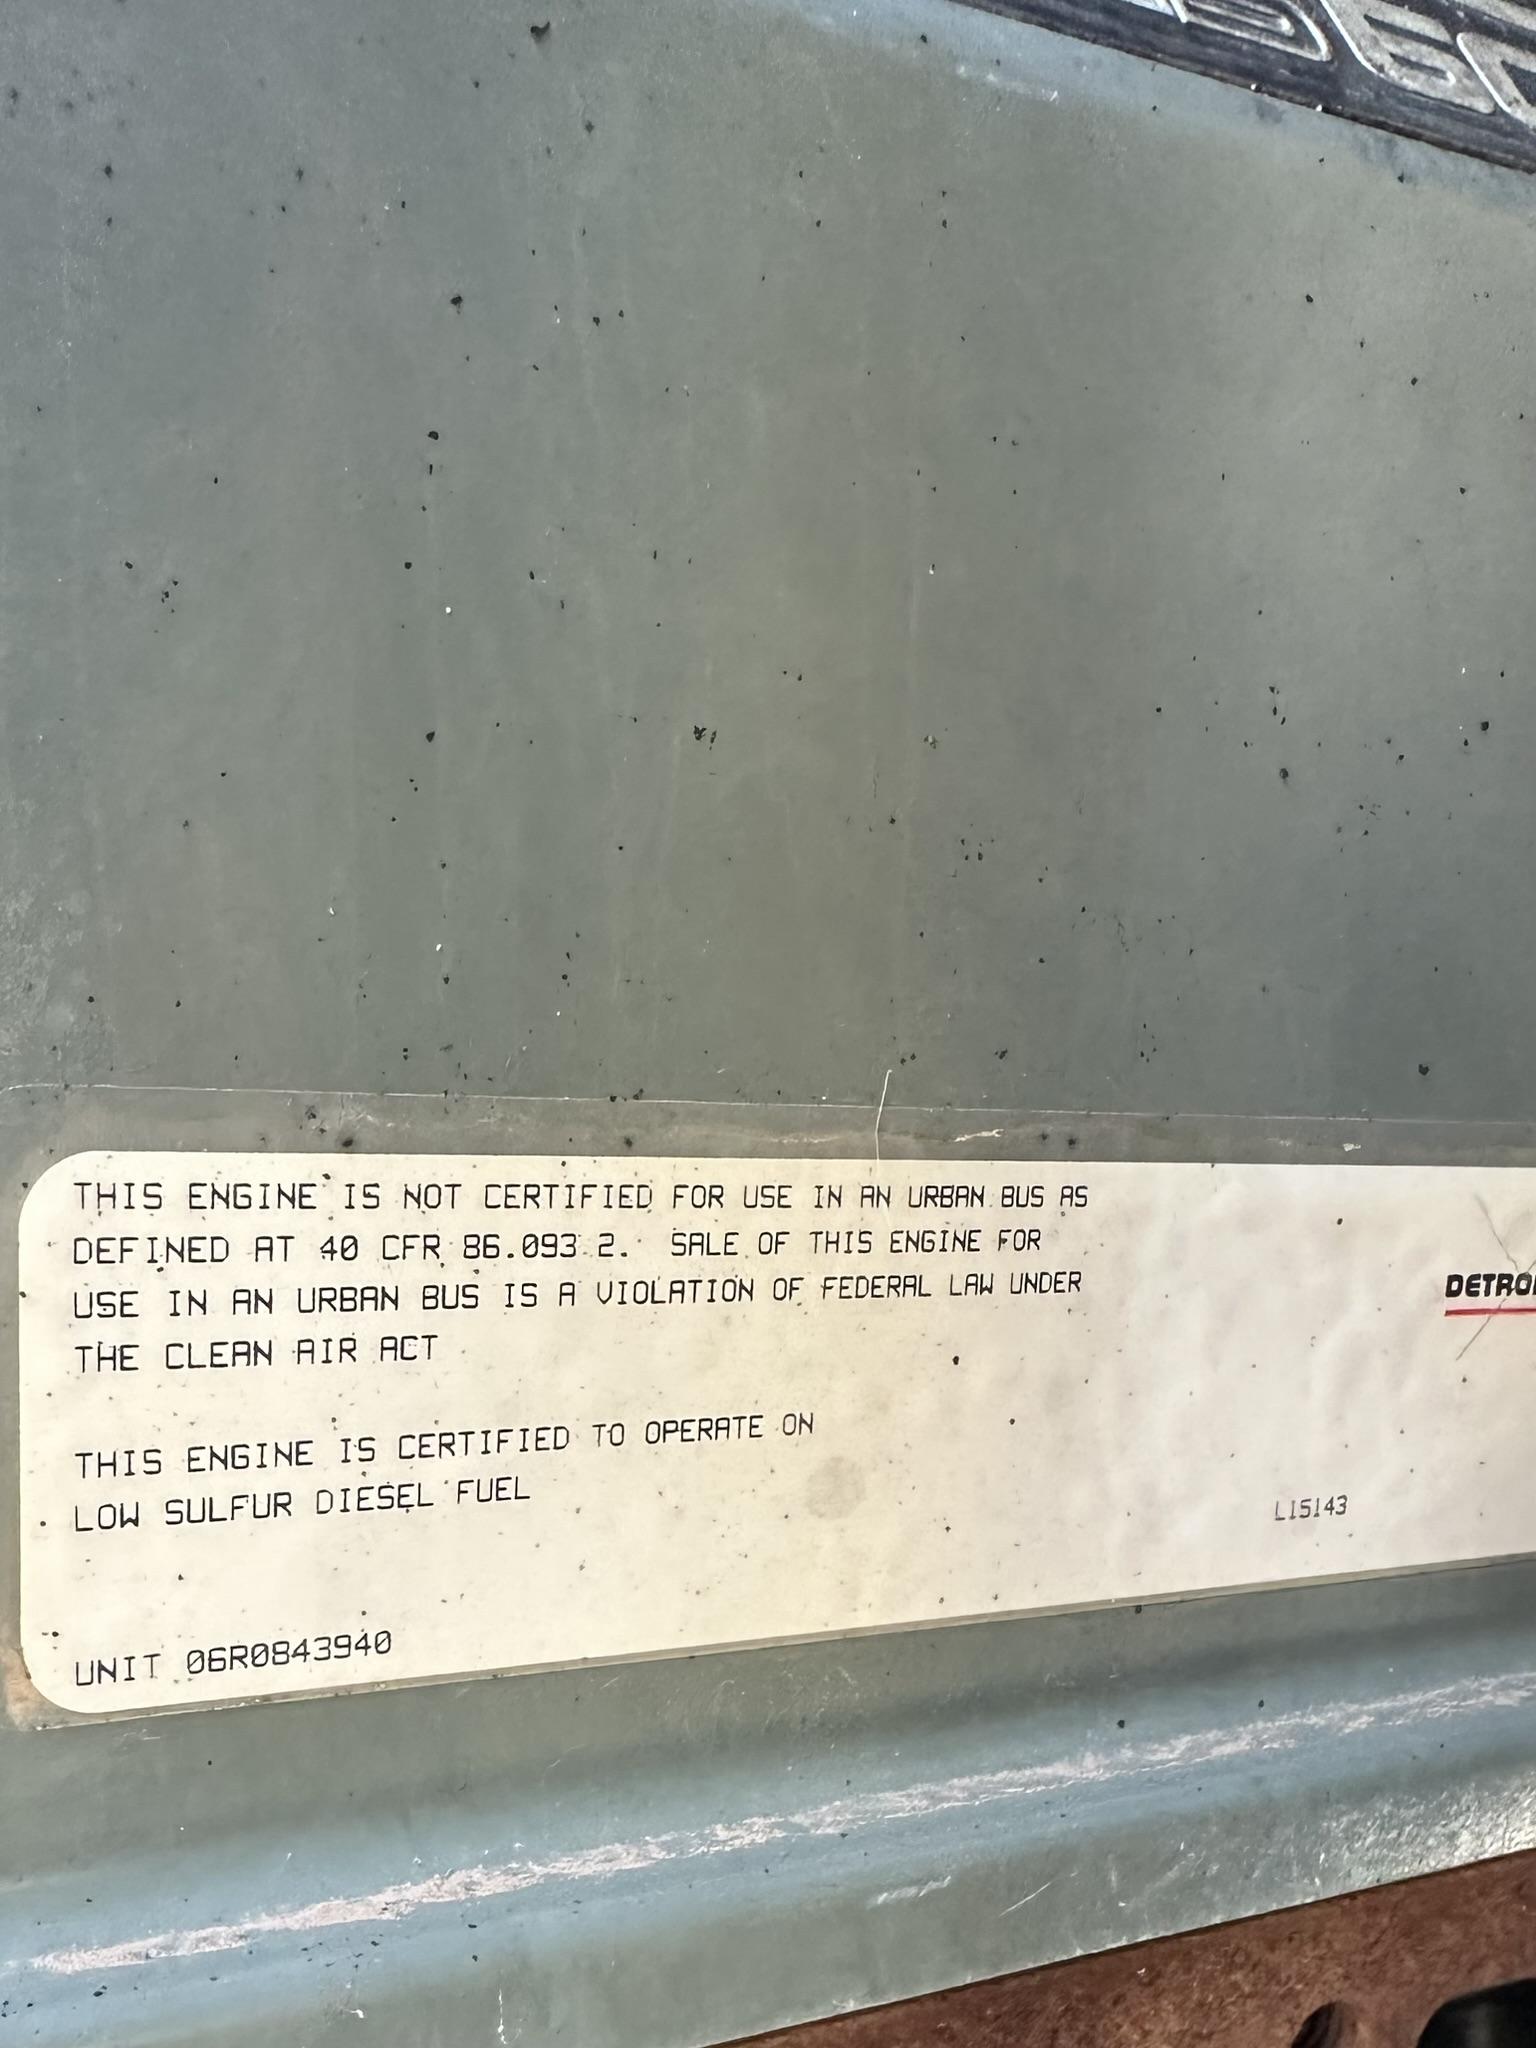 THIS ENGINE IS NOT CERTIFIED FOR USE IN AN URBAN BUS AS
DEFINED AT 40 CFR 86.093 2. SALE OF THIS ENGINE FOR
USE IN AN URBAN BUS IS A VIOLATION OF FEDERAL LAW UNDER
THE CLEAN AIR ACT
DETROI
THIS ENGINE IS CERTIFIED TO OPERATE ON
LOW SULFUR DIESEL FUEL
L15143
UNIT 06R0843940